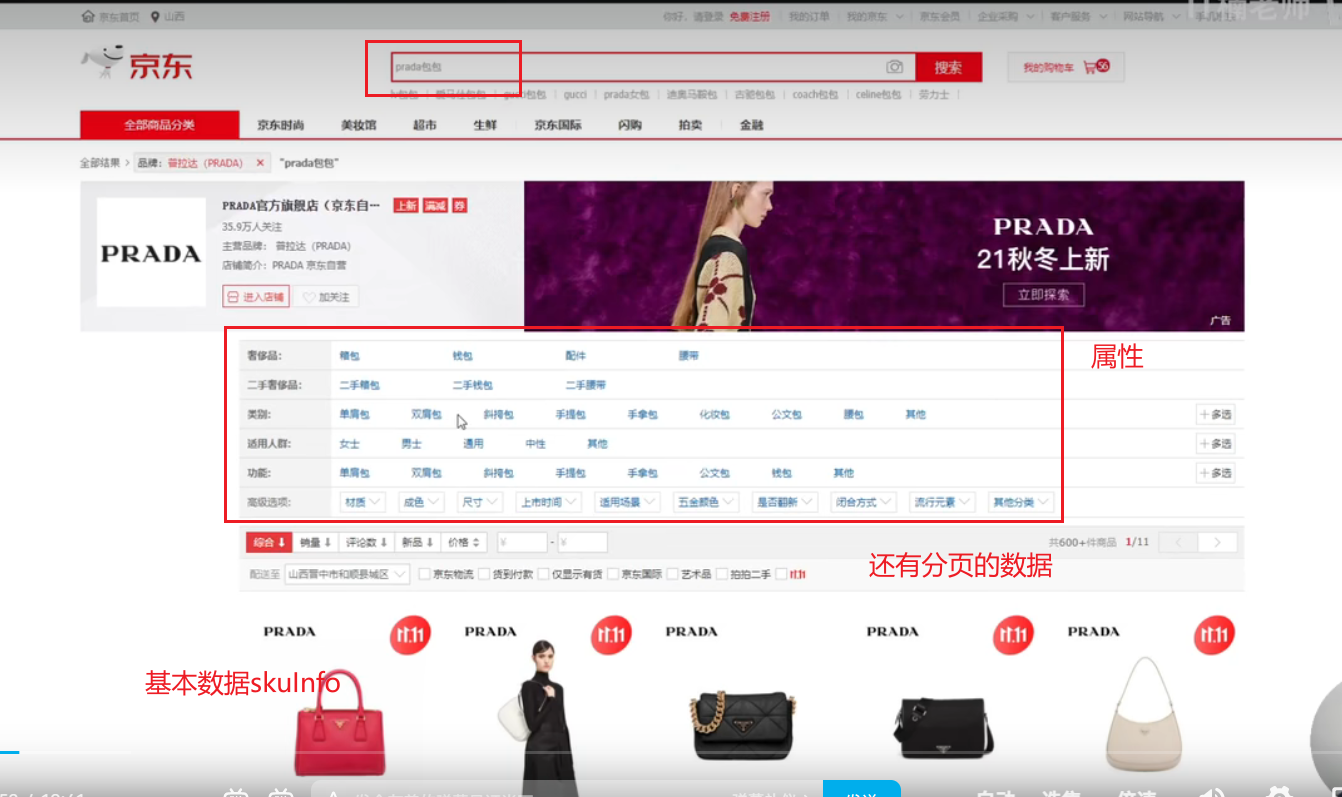 京东首页 山西
你好，请登录 免费注册 我的订单 我的京东 京东会员 企业采购 客户服务 网站导航
京东
prada包包
搜索
我的购物车
56
gucci prada女包 迪奥马鞍包 古驰包包 coach包包 celine包包 劳力士
全部商品分类 京东时尚 美妆馆 超市 生鲜 京东国际 闪购 拍卖 金融
全部结果 > 品牌：普拉达（PRADA） × "prada包包"
PRADA
PRADA官方旗舰店（京东自… 上新 满减 券
35.9万人关注
主营品牌： 普拉达（PRADA）
店铺简介：PRADA 京东自营
进入店铺 加关注
PRADA
21秋冬上新
立即探索
广告
奢侈品： 箱包 钱包 配件 腰带
二手奢侈品： 二手箱包 二手钱包 二手腰带
类别： 单肩包 双肩包 斜挎包 手提包 手拿包 化妆包 公文包 腰包 其他 +多选
适用人群： 女士 男士 通用 中性 其他 +多选
功能： 单肩包 双肩包 斜挎包 手提包 手拿包 公文包 钱包 其他 +多选
高级选项： 材质 成色 尺寸 上市时间 适用场景 五金颜色 是否翻新 闭合方式 流行元素 其他分类
属性
综合 销量 评论数 新品 价格 ¥ - ¥
共600+件商品 1/11 < >
还有分页的数据
配送至 山西晋中市和顺县城区 京东物流 货到付款 仅显示有货 京东国际 艺术品 拍拍二手 11.11
PRADA 11.11 PRADA 11.11 PRADA PRADA 11.11 PRADA 11.11
基本数据skuInfo